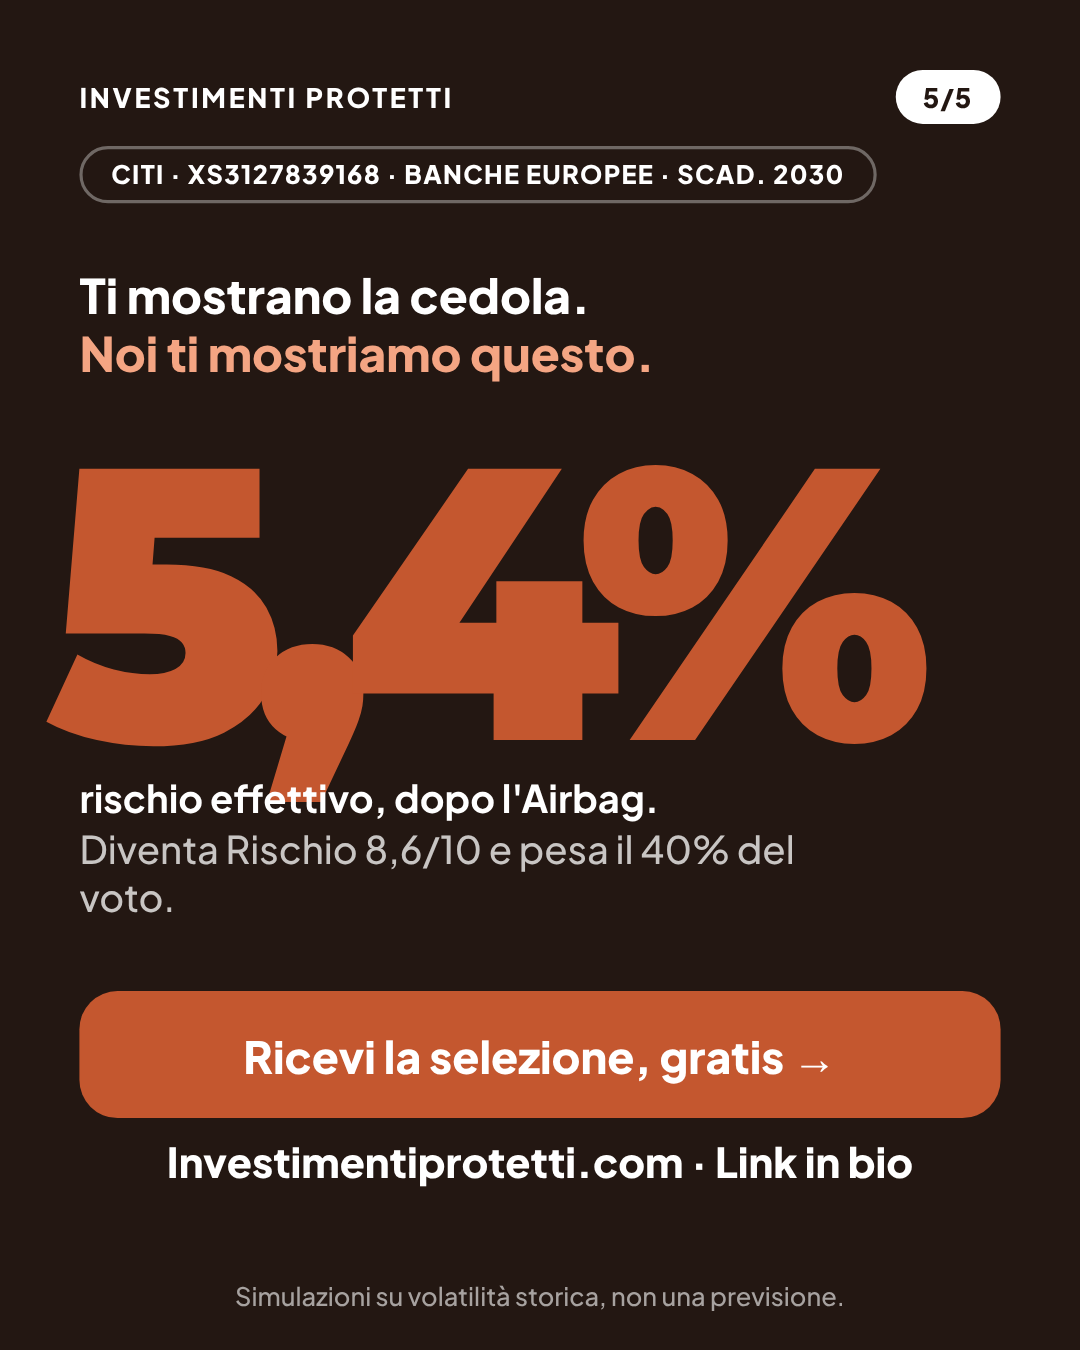 INVESTIMENTI PROTETTI
5/5
CITI · XS3127839168 · BANCHE EUROPEE · SCAD. 2030
Ti mostrano la cedola.
Noi ti mostriamo questo.
5,4%
rischio effettivo, dopo l'Airbag.
Diventa Rischio 8,6/10 e pesa il 40% del
voto.
Ricevi la selezione, gratis →
Investimentiprotetti.com · Link in bio
Simulazioni su volatilità storica, non una previsione.